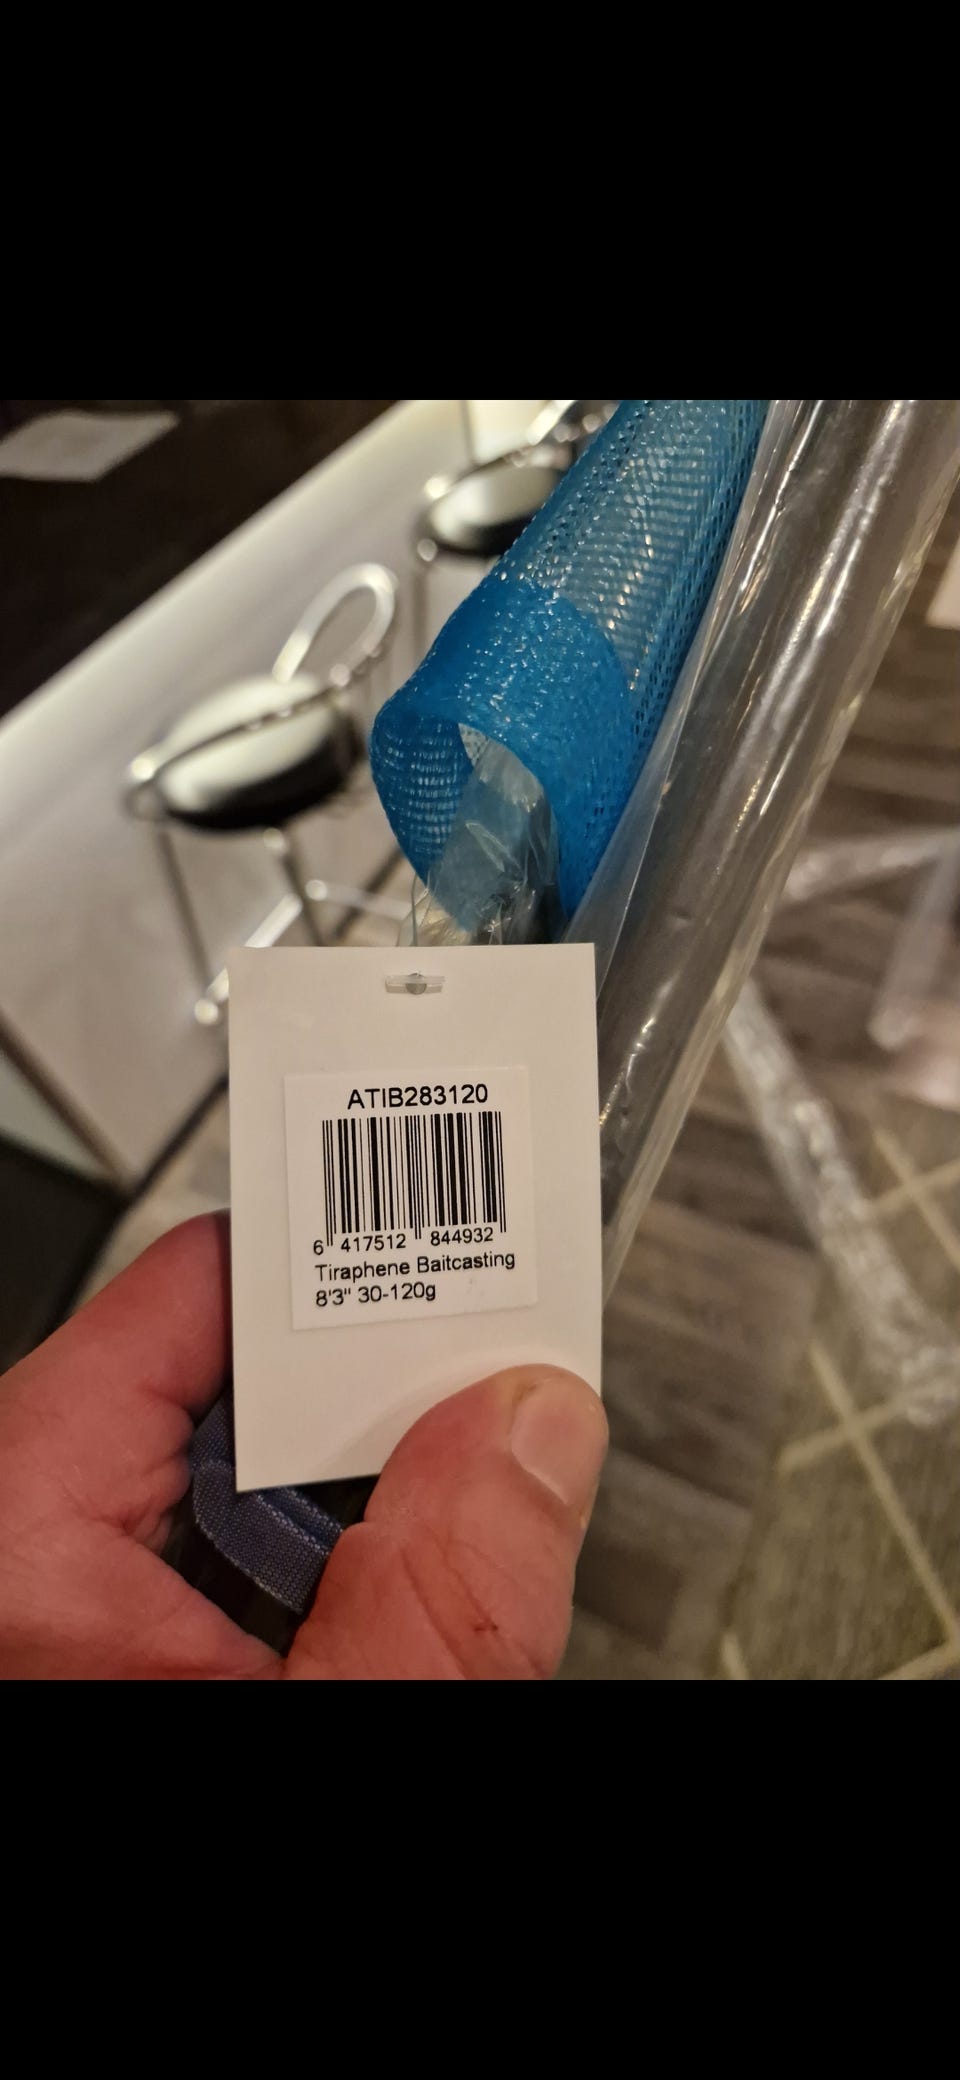 ATIB283120
6 417512 844932
Tiraphene Baitcasting
8'3" 30-120g